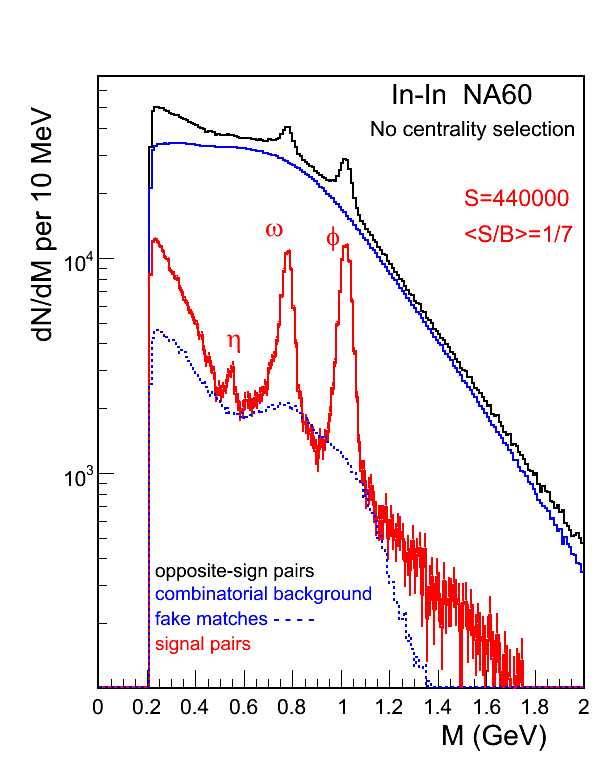 In-In NA60
No centrality selection
S=440000
<S/B>=1/7
ω
ϕ
η
dN/dM per 10 MeV
10⁴
10³
opposite-sign pairs
combinatorial background
fake matches - - - -
signal pairs
0 0.2 0.4 0.6 0.8 1 1.2 1.4 1.6 1.8 2
M (GeV)